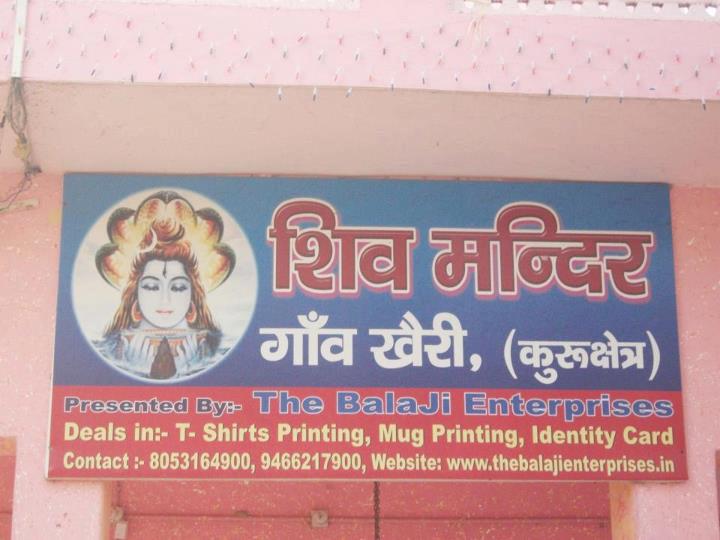 शिव मन्दिर
गाँव खैरी, (कुरूक्षेत्र)
Presented By:- The BalaJi Enterprises
Deals in:- T- Shirts Printing, Mug Printing, Identity Card
Contact :- 8053164900, 9466217900, Website: www.thebalajienterprises.in